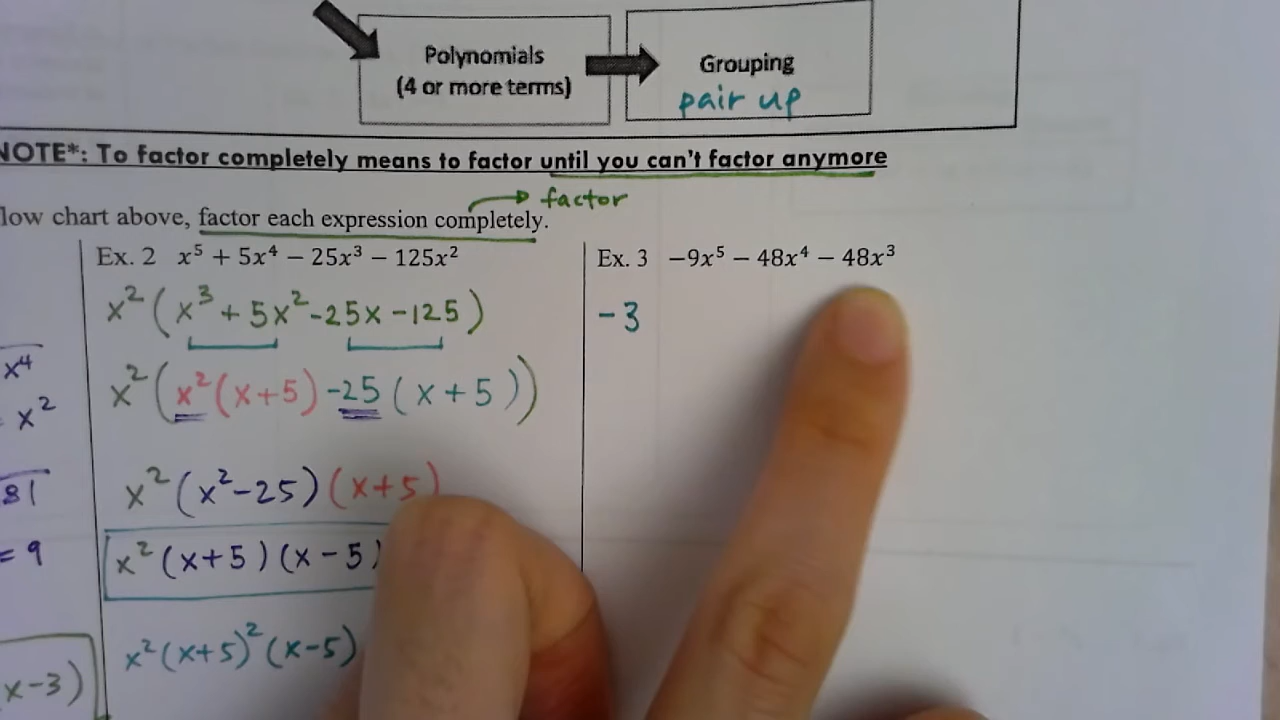 Polynomials
(4 or more terms)
Grouping
pair up
NOTE*: To factor completely means to factor until you can't factor anymore
factor
low chart above, factor each expression completely.
Ex. 2 x⁵ + 5x⁴ − 25x³ − 125x²
x²(x³ + 5x² -25x -125)
x²(x²(x+5) -25(x+5))
x²(x²-25)(x+5)
x²(x+5)(x-5)
x²(x+5)²(x-5)
Ex. 3 −9x⁵ − 48x⁴ − 48x³
-3
x⁴
x²
81
= 9
x-3)